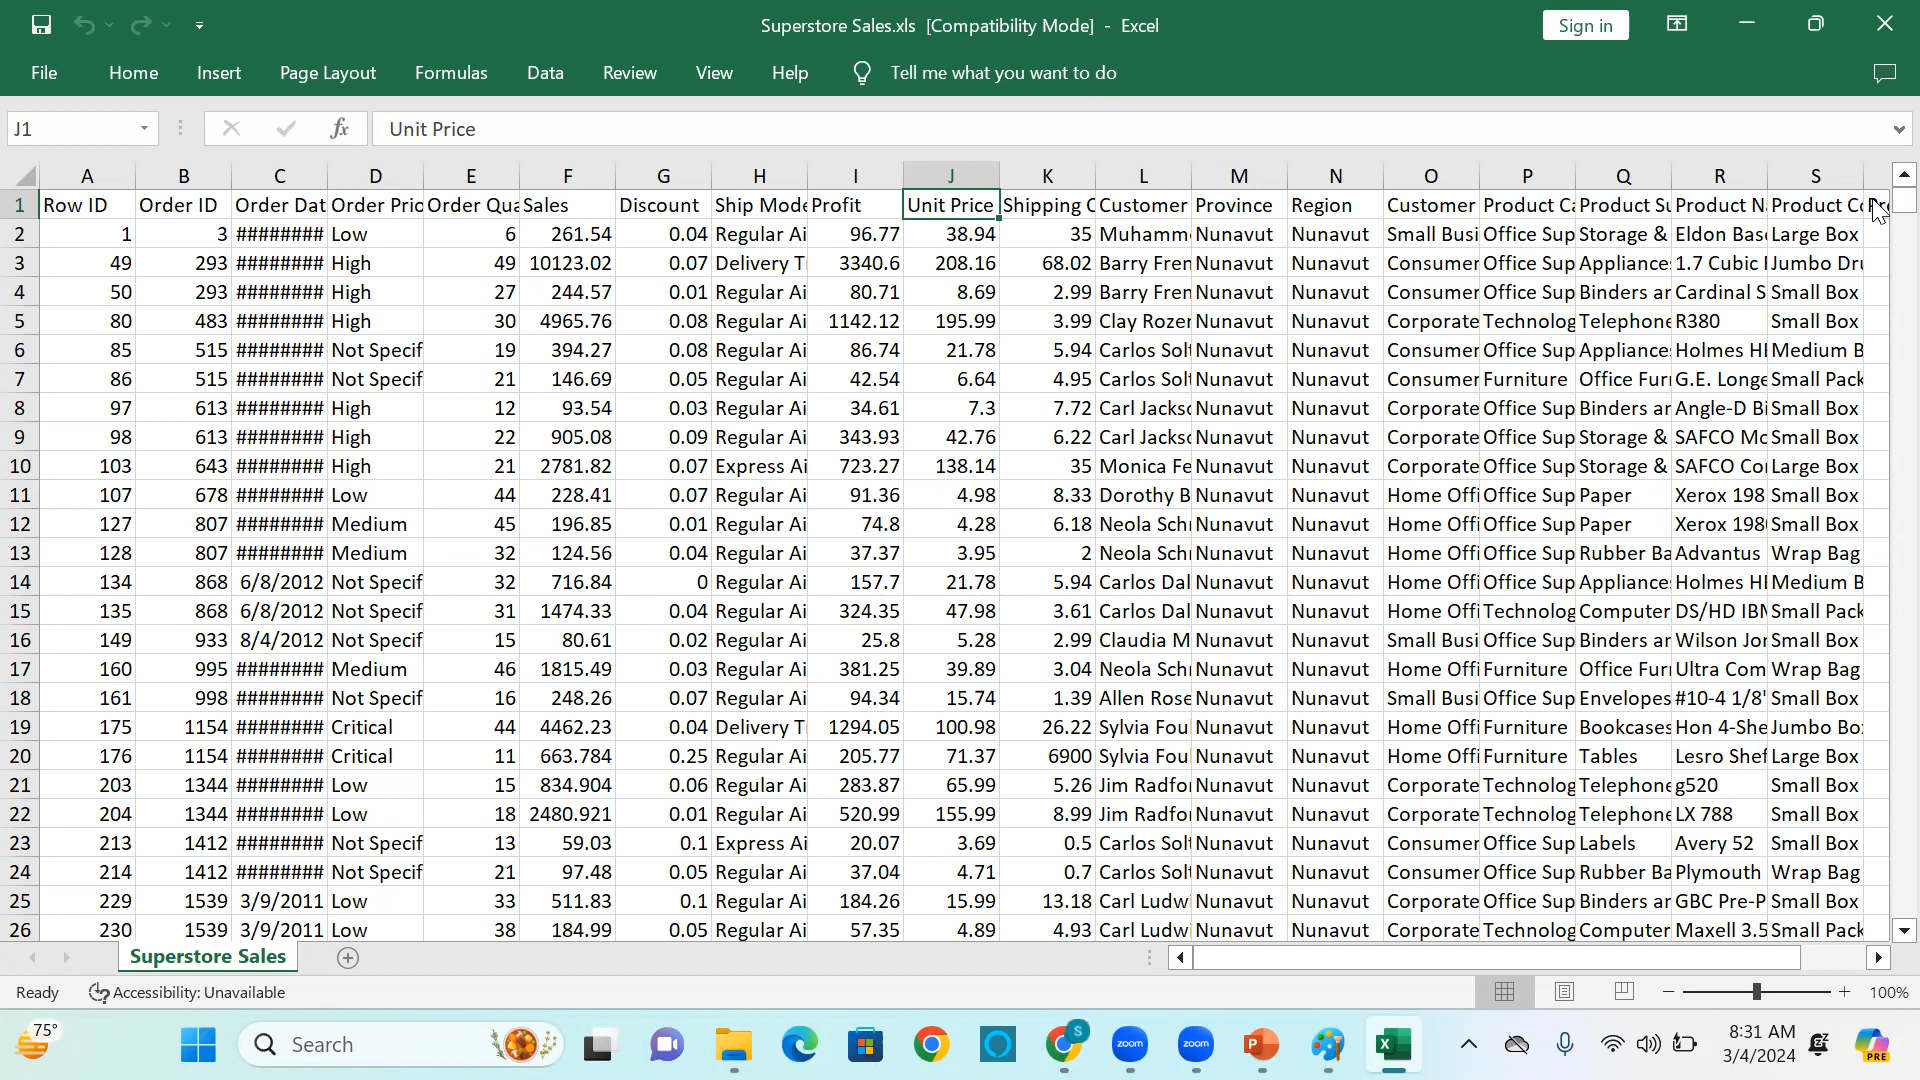 Superstore Sales.xls [Compatibility Mode] - Excel
Sign in
File Home Insert Page Layout Formulas Data Review View Help Tell me what you want to do
J1 fx Unit Price
A B C D E F G H I J K L M N O P Q R S
1 Row ID Order ID Order Dat Order Prio Order Qua Sales Discount Ship Mode Profit Unit Price Shipping C Customer Province Region Customer Product Ca Product Su Product Na Product Co Pro
2 1 3 ######## Low 6 261.54 0.04 Regular Ai 96.77 38.94 35 Muhamm Nunavut Nunavut Small Busi Office Sup Storage & Eldon Base Large Box
3 49 293 ######## High 49 10123.02 0.07 Delivery T 3340.6 208.16 68.02 Barry Fren Nunavut Nunavut Consumer Office Sup Appliance 1.7 Cubic Jumbo Dru
4 50 293 ######## High 27 244.57 0.01 Regular Ai 80.71 8.69 2.99 Barry Fren Nunavut Nunavut Consumer Office Sup Binders ar Cardinal S Small Box
5 80 483 ######## High 30 4965.76 0.08 Regular Ai 1142.12 195.99 3.99 Clay Rozer Nunavut Nunavut Corporate Technolog Telephone R380 Small Box
6 85 515 ######## Not Specif 19 394.27 0.08 Regular Ai 86.74 21.78 5.94 Carlos Solt Nunavut Nunavut Consumer Office Sup Appliance Holmes HE Medium B
7 86 515 ######## Not Specif 21 146.69 0.05 Regular Ai 42.54 6.64 4.95 Carlos Solt Nunavut Nunavut Consumer Furniture Office Furn G.E. Longe Small Pack
8 97 613 ######## High 12 93.54 0.03 Regular Ai 34.61 7.3 7.72 Carl Jackso Nunavut Nunavut Corporate Office Sup Binders ar Angle-D Bi Small Box
9 98 613 ######## High 22 905.08 0.09 Regular Ai 343.93 42.76 6.22 Carl Jackso Nunavut Nunavut Corporate Office Sup Storage & SAFCO Mo Small Box
10 103 643 ######## High 21 2781.82 0.07 Express Ai 723.27 138.14 35 Monica Fe Nunavut Nunavut Corporate Office Sup Storage & SAFCO Co Large Box
11 107 678 ######## Low 44 228.41 0.07 Regular Ai 91.36 4.98 8.33 Dorothy B Nunavut Nunavut Home Offi Office Sup Paper Xerox 198 Small Box
12 127 807 ######## Medium 45 196.85 0.01 Regular Ai 74.8 4.28 6.18 Neola Schn Nunavut Nunavut Home Offi Office Sup Paper Xerox 198 Small Box
13 128 807 ######## Medium 32 124.56 0.04 Regular Ai 37.37 3.95 2 Neola Schn Nunavut Nunavut Home Offi Office Sup Rubber Ba Advantus Wrap Bag
14 134 868 6/8/2012 Not Specif 32 716.84 0 Regular Ai 157.7 21.78 5.94 Carlos Dal Nunavut Nunavut Home Offi Office Sup Appliance Holmes HE Medium B
15 135 868 6/8/2012 Not Specif 31 1474.33 0.04 Regular Ai 324.35 47.98 3.61 Carlos Dal Nunavut Nunavut Home Offi Technolog Computer DS/HD IBM Small Pack
16 149 933 8/4/2012 Not Specif 15 80.61 0.02 Regular Ai 25.8 5.28 2.99 Claudia M Nunavut Nunavut Small Busi Office Sup Binders ar Wilson Jon Small Box
17 160 995 ######## Medium 46 1815.49 0.03 Regular Ai 381.25 39.89 3.04 Neola Schn Nunavut Nunavut Home Offi Furniture Office Furn Ultra Com Wrap Bag
18 161 998 ######## Not Specif 16 248.26 0.07 Regular Ai 94.34 15.74 1.39 Allen Rose Nunavut Nunavut Small Busi Office Sup Envelopes #10-4 1/8" Small Box
19 175 1154 ######## Critical 44 4462.23 0.04 Delivery T 1294.05 100.98 26.22 Sylvia Foul Nunavut Nunavut Home Offi Furniture Bookcases Hon 4-She Jumbo Bo
20 176 1154 ######## Critical 11 663.784 0.25 Regular Ai 205.77 71.37 6900 Sylvia Foul Nunavut Nunavut Home Offi Furniture Tables Lesro Shef Large Box
21 203 1344 ######## Low 15 834.904 0.06 Regular Ai 283.87 65.99 5.26 Jim Radfor Nunavut Nunavut Corporate Technolog Telephone g520 Small Box
22 204 1344 ######## Low 18 2480.921 0.01 Regular Ai 520.99 155.99 8.99 Jim Radfor Nunavut Nunavut Corporate Technolog Telephone LX 788 Small Box
23 213 1412 ######## Not Specif 13 59.03 0.1 Express Ai 20.07 3.69 0.5 Carlos Solt Nunavut Nunavut Consumer Office Sup Labels Avery 52 Small Box
24 214 1412 ######## Not Specif 21 97.48 0.05 Regular Ai 37.04 4.71 0.7 Carlos Solt Nunavut Nunavut Consumer Office Sup Rubber Ba Plymouth Wrap Bag
25 229 1539 3/9/2011 Low 33 511.83 0.1 Regular Ai 184.26 15.99 13.18 Carl Ludwi Nunavut Nunavut Corporate Office Sup Binders ar GBC Pre-P Small Box
26 230 1539 3/9/2011 Low 38 184.99 0.05 Regular Ai 57.35 4.89 4.93 Carl Ludwi Nunavut Nunavut Corporate Technolog Computer Maxell 3.5 Small Pack
Superstore Sales
Ready Accessibility: Unavailable 100%
75° Search S zoom zoom P 8:31 AM PRE
3/4/2024